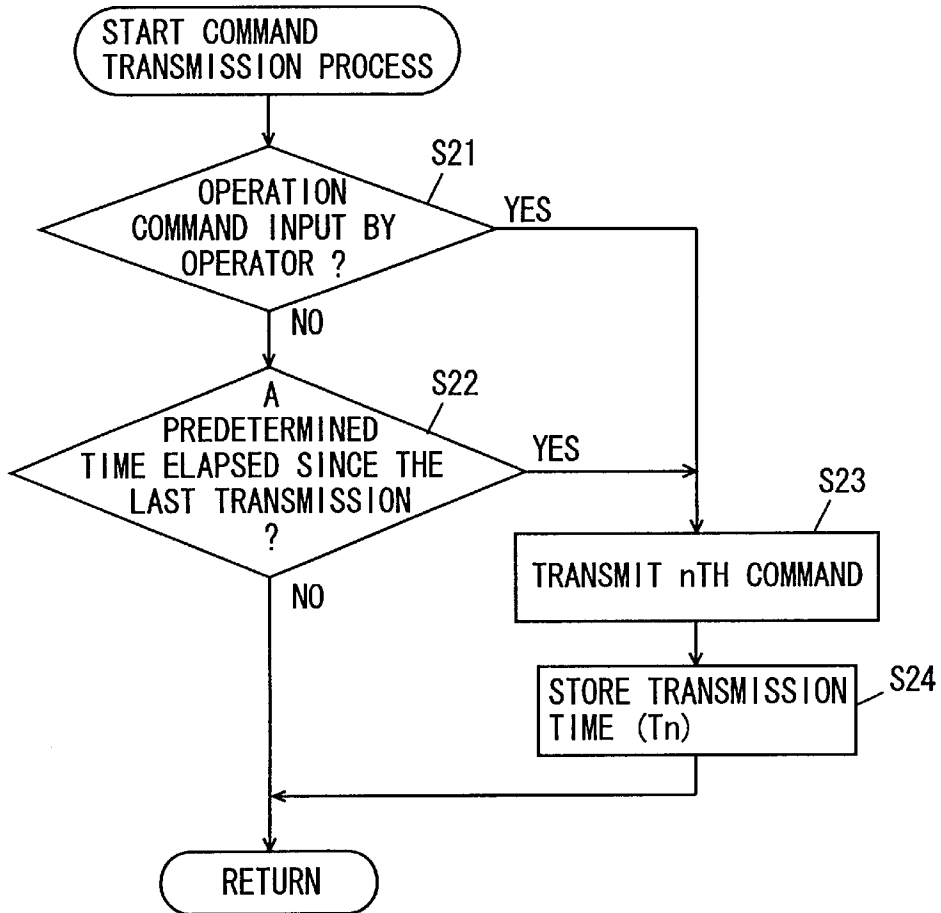 START COMMAND
TRANSMISSION PROCESS
S21
OPERATION
COMMAND INPUT BY
OPERATOR ?
YES
NO
S22
A
PREDETERMINED
TIME ELAPSED SINCE THE
LAST TRANSMISSION
?
YES
NO
S23
TRANSMIT nTH COMMAND
S24
STORE TRANSMISSION
TIME (Tn)
RETURN